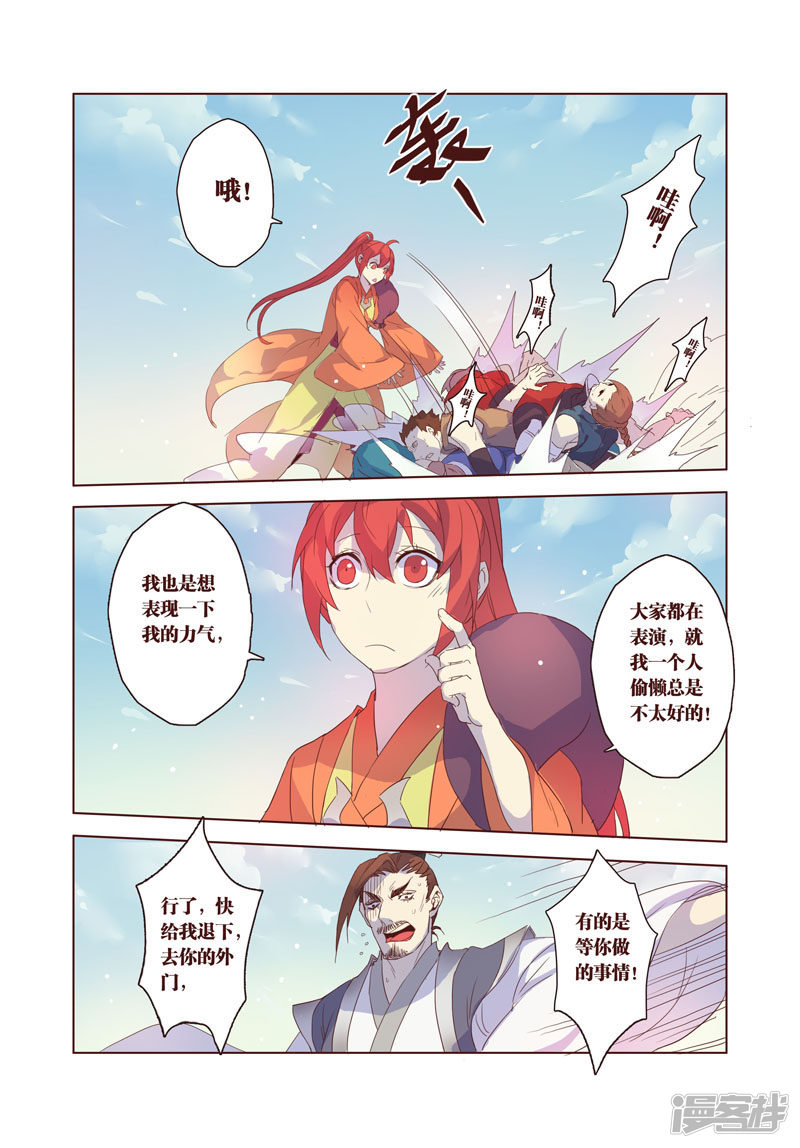 哦！
哇啊！
哇啊！
哇啊！
哇啊！
我也是想
表现一下
我的力气，
大家都在
表演，就
我一个人
偷懒总是
不太好的！
行了，快
给我退下，
去你的外
门，
有的是
等你做
的事情！
漫客栈